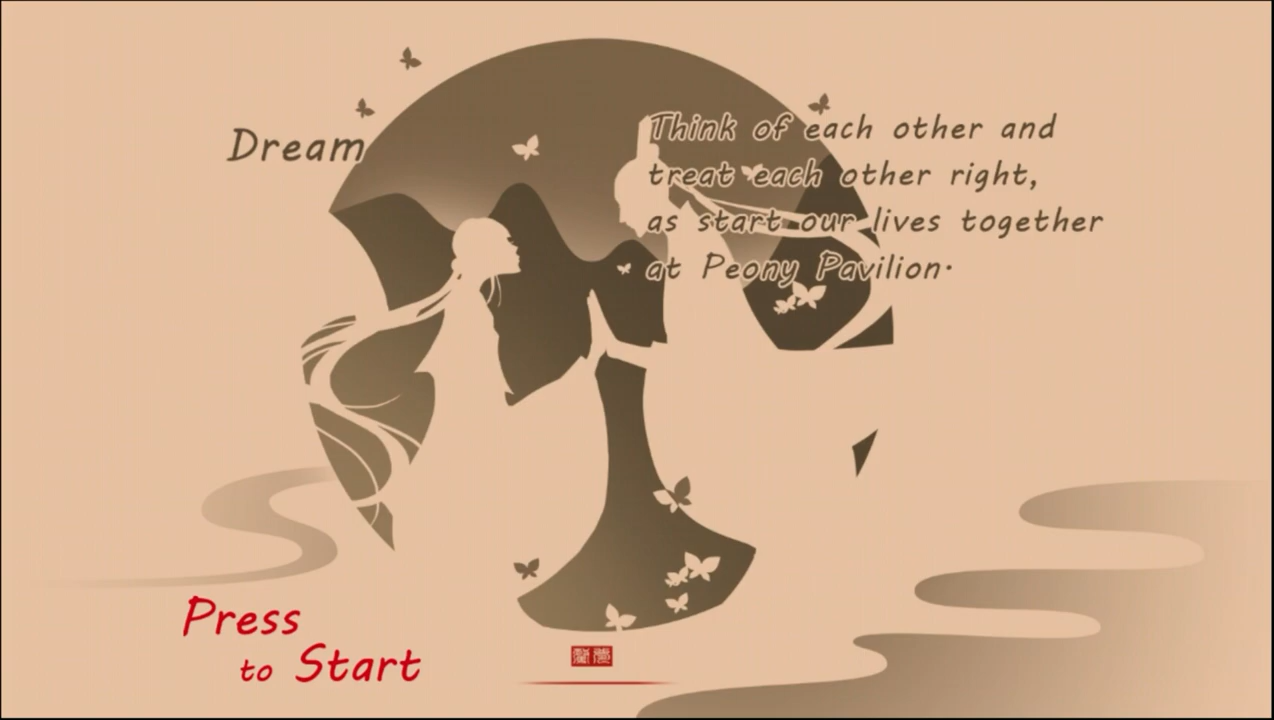 Dream
Think of each other and
treat each other right,
as start our lives together
at Peony Pavilion·
Press
to Start